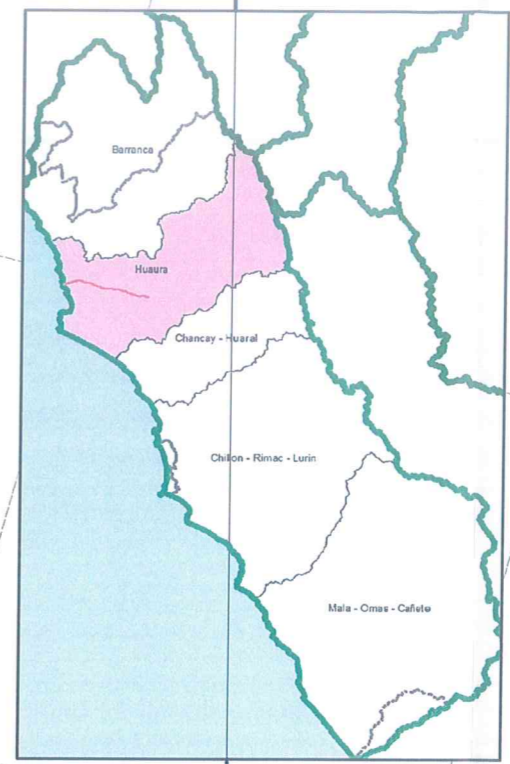 Barranca
Huaura
Chancay - Huaral
Chillon - Rimac - Lurin
Mala - Omas - Cañete